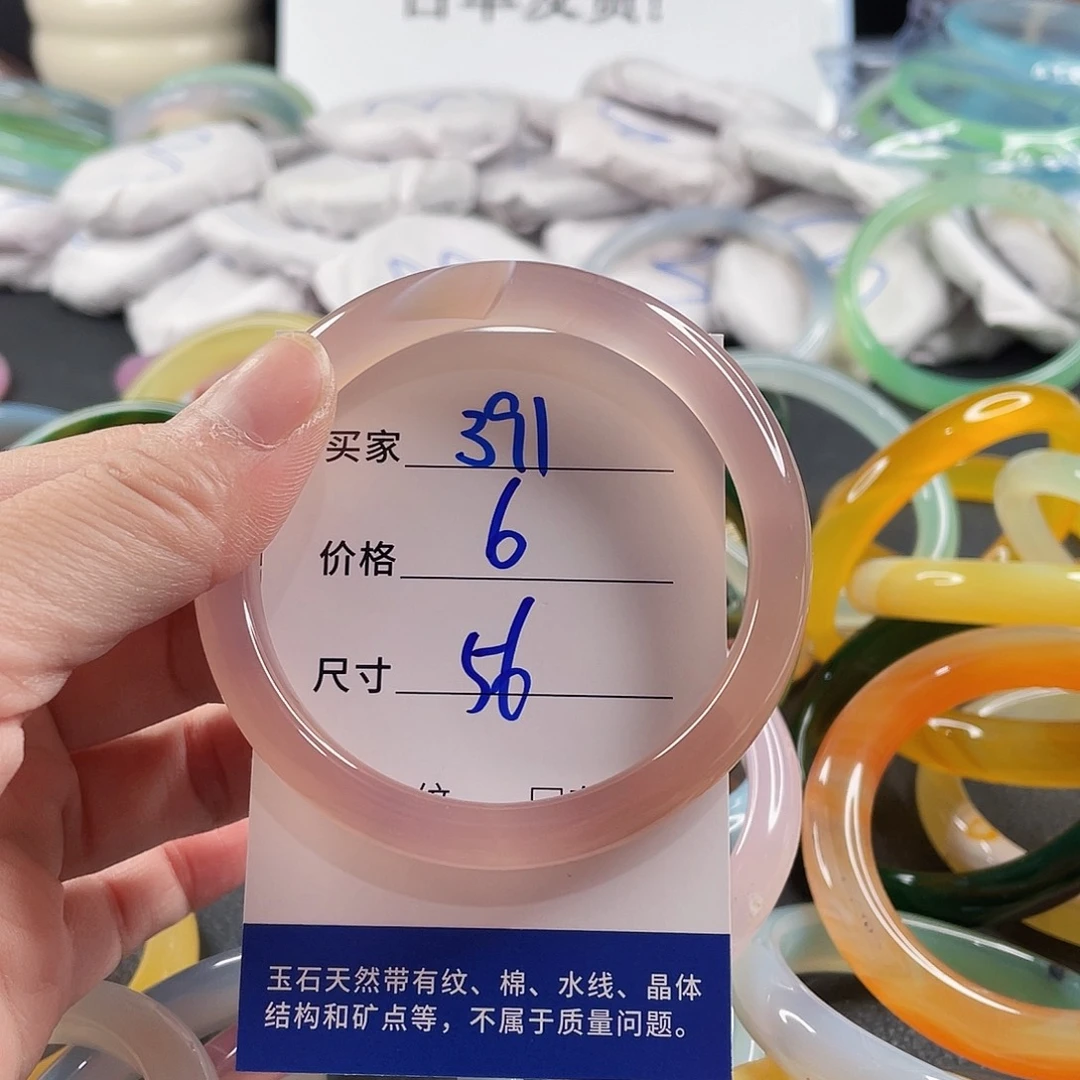 买家 391
价格 6
尺寸 56
纹
玉石天然带有纹、棉、水线、晶体
结构和矿点等，不属于质量问题。